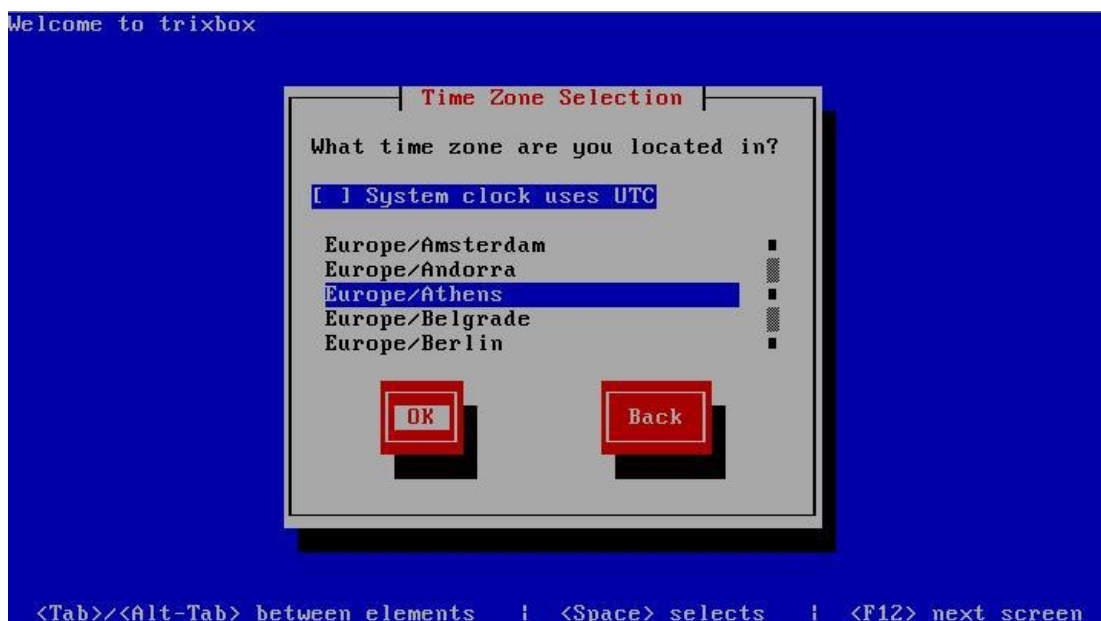 Welcome to trixbox
Time Zone Selection
What time zone are you located in?
[ ] System clock uses UTC
Europe/Amsterdam
Europe/Andorra
Europe/Athens
Europe/Belgrade
Europe/Berlin
OK Back
<Tab>/<Alt-Tab> between elements | <Space> selects | <F12> next screen